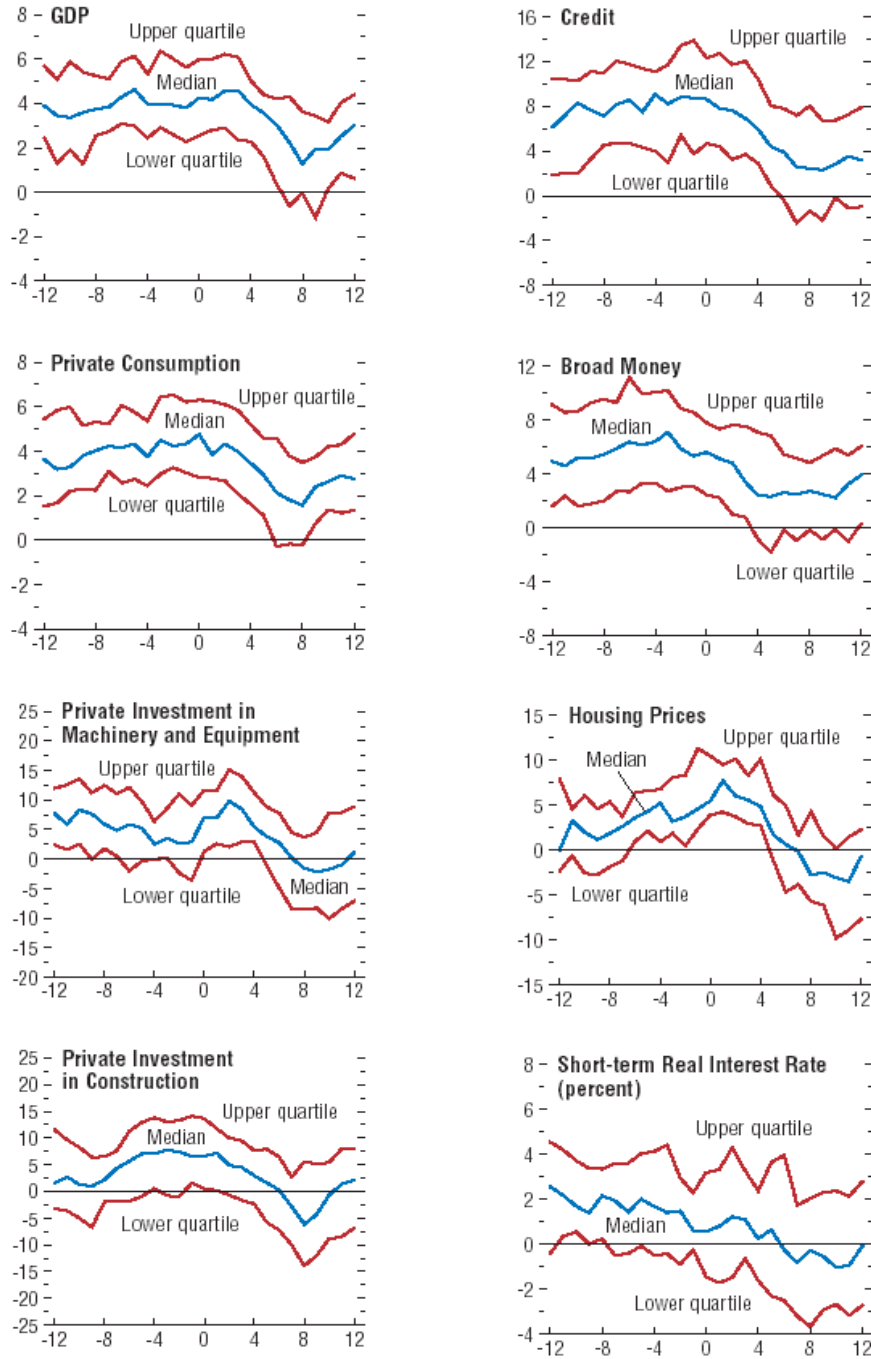 GDP
8
6
4
2
0
-2
-4
Upper quartile
Median
Lower quartile
-12 -8 -4 0 4 8 12
Credit
16
12
8
4
0
-4
-8
Upper quartile
Median
Lower quartile
-12 -8 -4 0 4 8 12
Private Consumption
8
6
4
2
0
-2
-4
Upper quartile
Median
Lower quartile
-12 -8 -4 0 4 8 12
Broad Money
12
8
4
0
-4
-8
Upper quartile
Median
Lower quartile
-12 -8 -4 0 4 8 12
Private Investment in
Machinery and Equipment
25
20
15
10
5
0
-5
-10
-15
-20
Upper quartile
Lower quartile
Median
-12 -8 -4 0 4 8 12
Housing Prices
15
10
5
0
-5
-10
-15
Upper quartile
Median
Lower quartile
-12 -8 -4 0 4 8 12
Private Investment
in Construction
25
20
15
10
5
0
-5
-10
-15
-20
-25
Upper quartile
Median
Lower quartile
-12 -8 -4 0 4 8 12
Short-term Real Interest Rate
(percent)
8
6
4
2
0
-2
-4
Upper quartile
Median
Lower quartile
-12 -8 -4 0 4 8 12